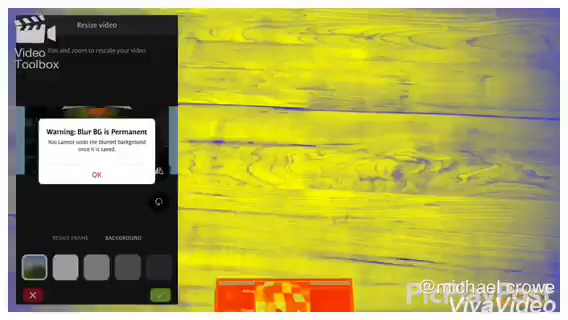 Resize video
Video
Toolbox
Pan and zoom to rescale your video
Warning: Blur BG is Permanent
You cannot undo the blurred background
once it is saved.
OK
RESIZE FRAME
BACKGROUND
@michael crowe
VivaVideo